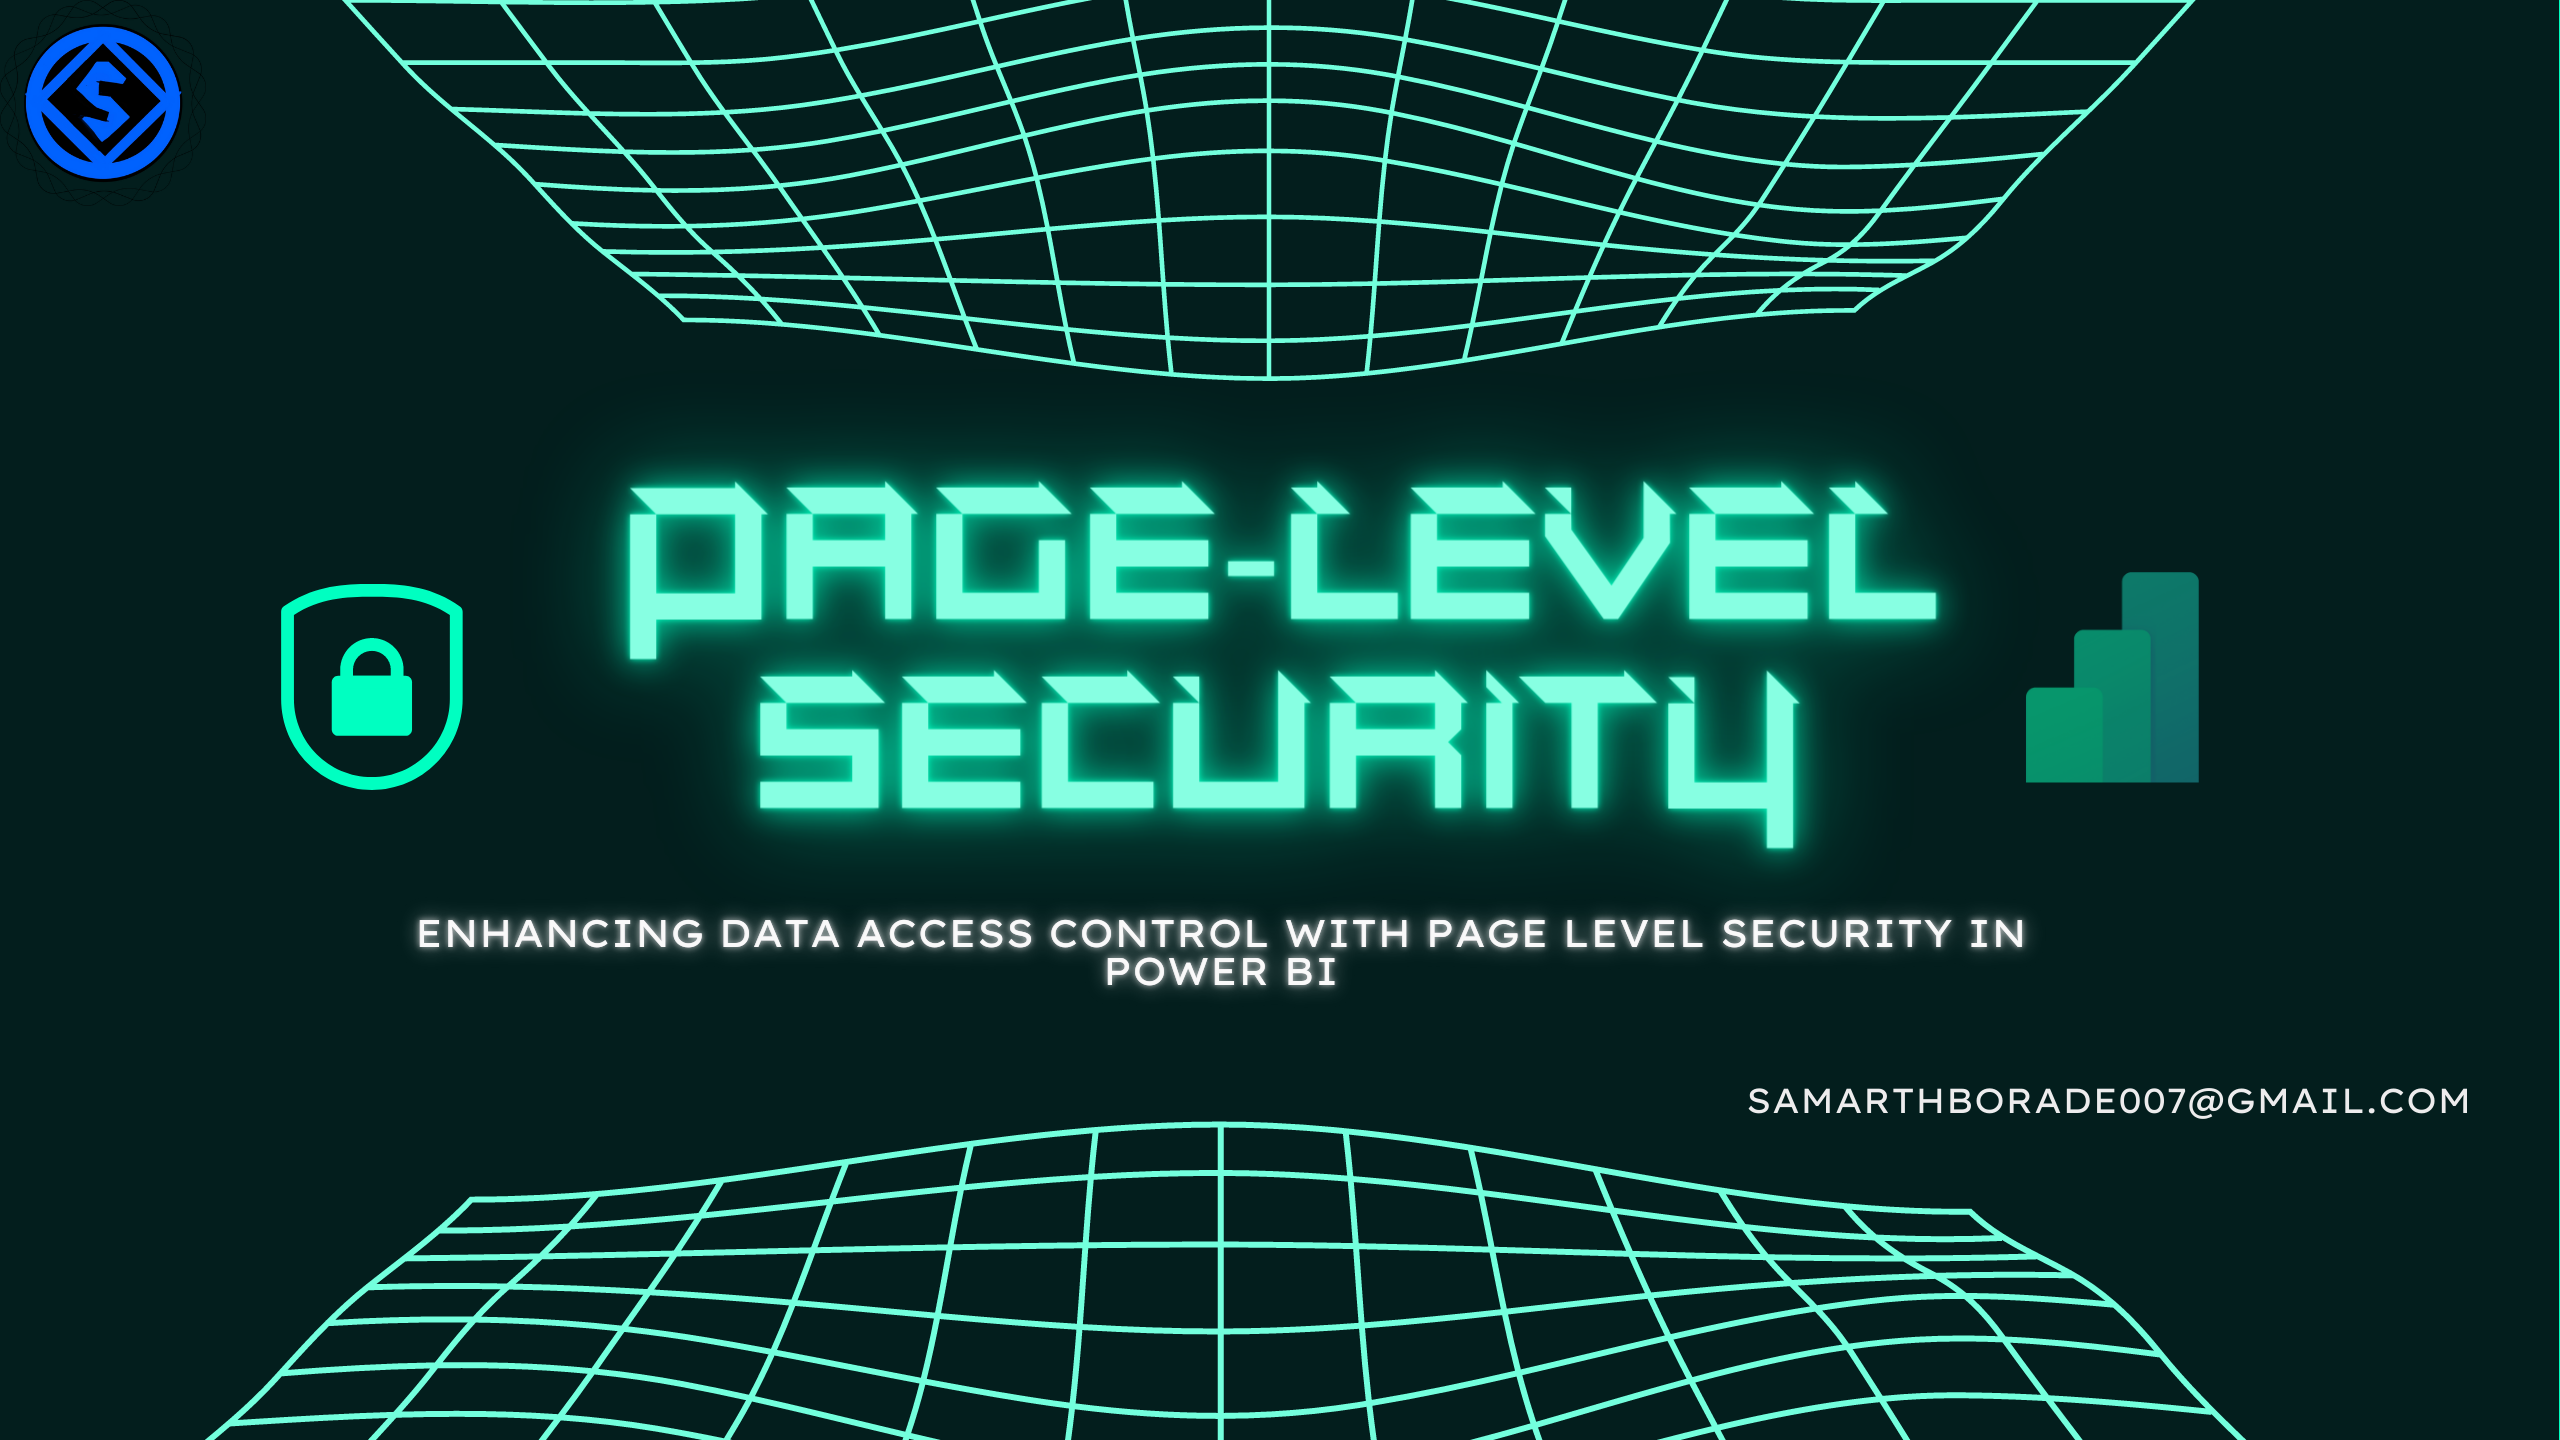 S
PAGE-LEVEL
SECURITY
ENHANCING DATA ACCESS CONTROL WITH PAGE LEVEL SECURITY IN
POWER BI
SAMARTHBORADE007@GMAIL.COM